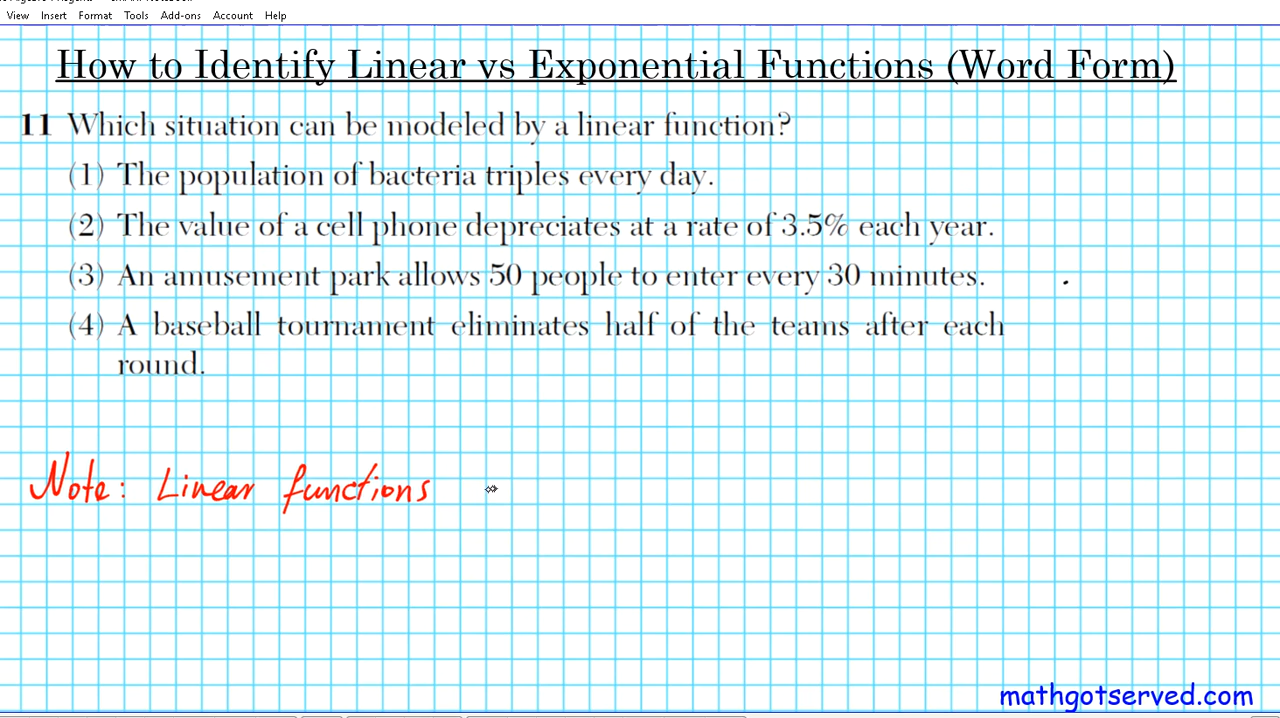 View Insert Format Tools Add-ons Account Help
How to Identify Linear vs Exponential Functions (Word Form)
11 Which situation can be modeled by a linear function?
(1) The population of bacteria triples every day.
(2) The value of a cell phone depreciates at a rate of 3.5% each year.
(3) An amusement park allows 50 people to enter every 30 minutes.
(4) A baseball tournament eliminates half of the teams after each
round.
Note: Linear functions
mathgotserved.com